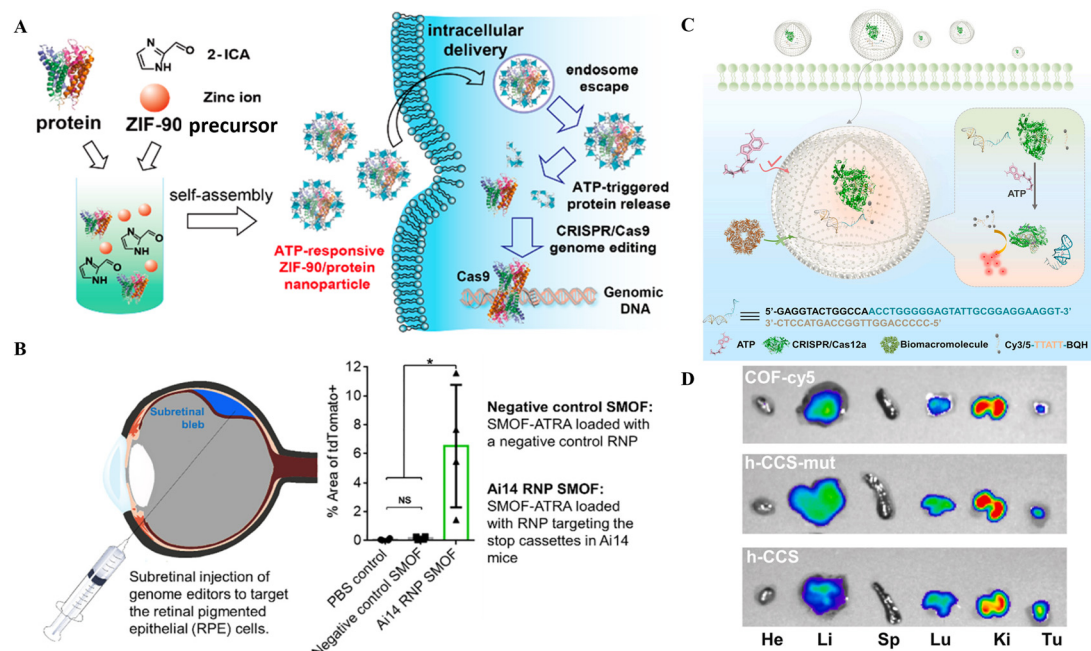 A
protein
2-ICA
Zinc ion
ZIF-90 precursor
self-assembly
ATP-responsive
ZIF-90/protein
nanoparticle
intracellular
delivery
endosome
escape
ATP-triggered
protein release
CRISPR/Cas9
genome editing
Cas9
Genomic
DNA
B
Subretinal
bleb
Subretinal injection of
genome editors to target
the retinal pigmented
epithelial (RPE) cells.
% Area of tdTomato+
12
10
8
6
4
2
0
*
NS
PBS control
Negative control SMOF
Ai14 RNP SMOF
Negative control SMOF:
SMOF-ATRA loaded with
a negative control RNP
Ai14 RNP SMOF:
SMOF-ATRA loaded
with RNP targeting the
stop cassettes in Ai14
mice
C
ATP
5'-GAGGTACTGGCCAACCTGGGGGAGTATTGCGGAGGAAGGT-3'
3'-CTCCATGACCGGTTGGACCCCC-5'
ATP
CRISPR/Cas12a
Biomacromolecule
Cy3/5-TTATT-BQH
D
COF-cy5
h-CCS-mut
h-CCS
He Li Sp Lu Ki Tu